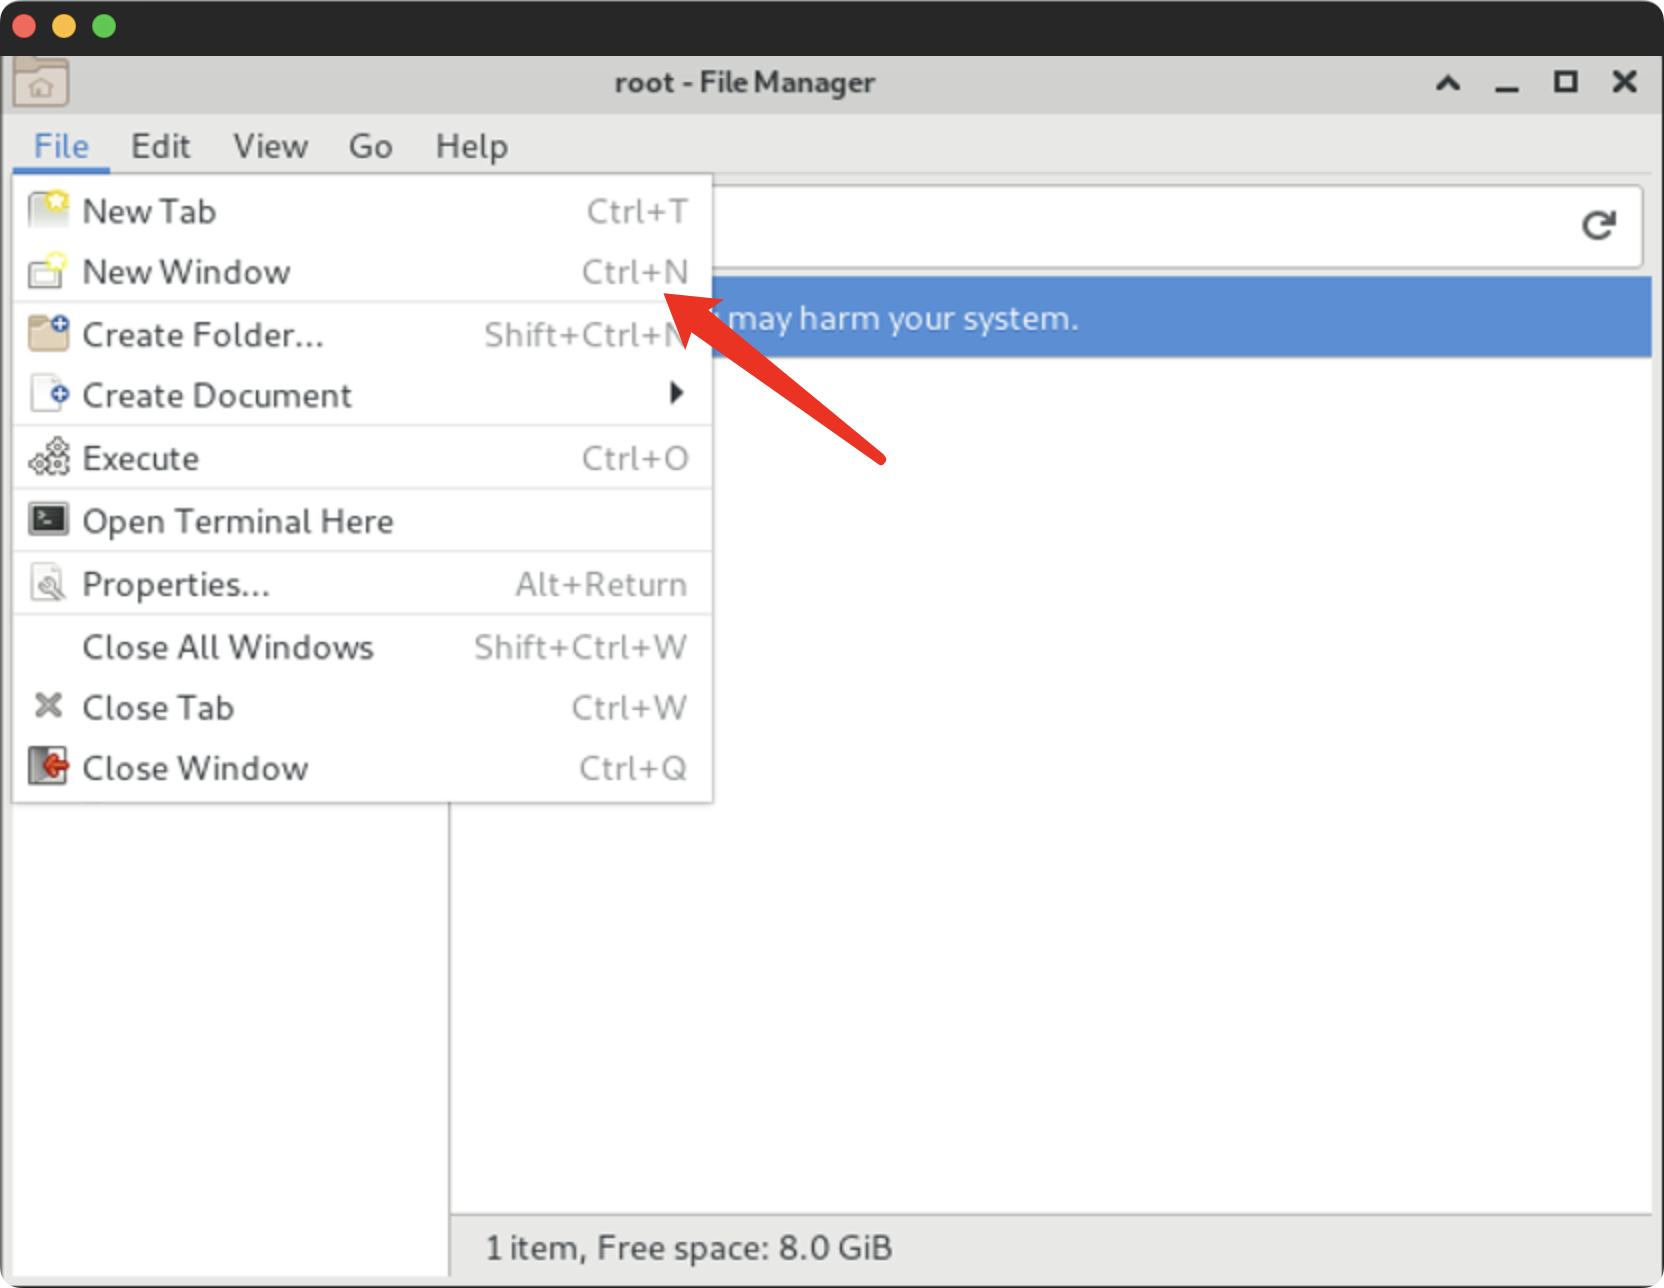 root - File Manager
File Edit View Go Help
New Tab Ctrl+T
New Window Ctrl+N
may harm your system.
Create Folder... Shift+Ctrl+N
Create Document
Execute Ctrl+O
Open Terminal Here
Properties... Alt+Return
Close All Windows Shift+Ctrl+W
Close Tab Ctrl+W
Close Window Ctrl+Q
1 item, Free space: 8.0 GiB